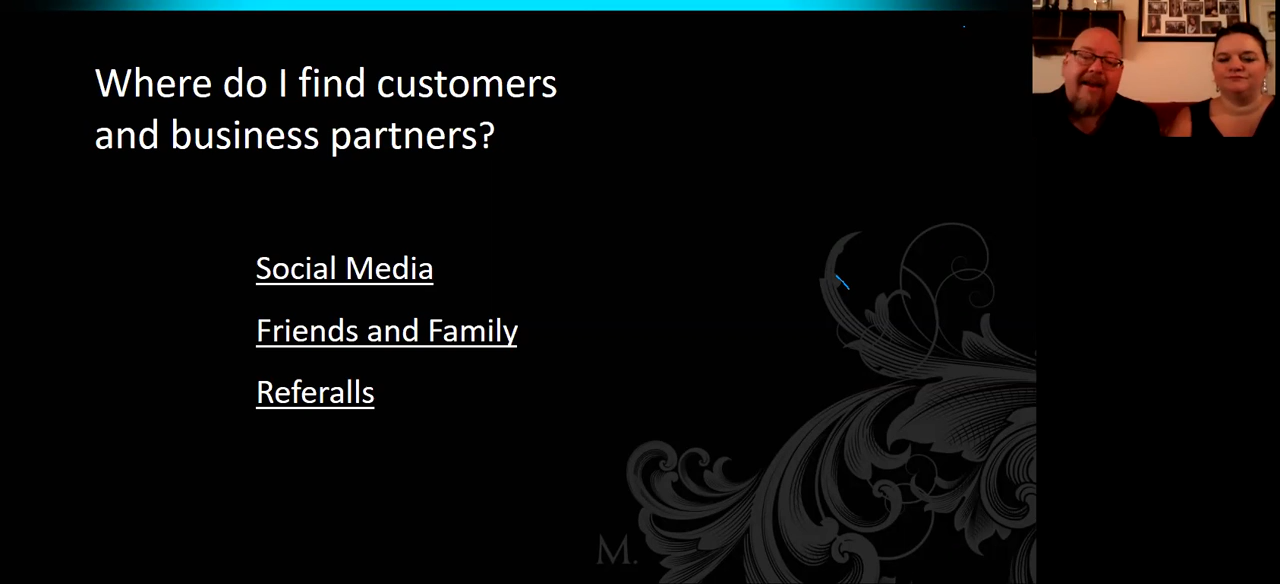 Where do I find customers
and business partners?
Social Media
Friends and Family
Referalls
M.